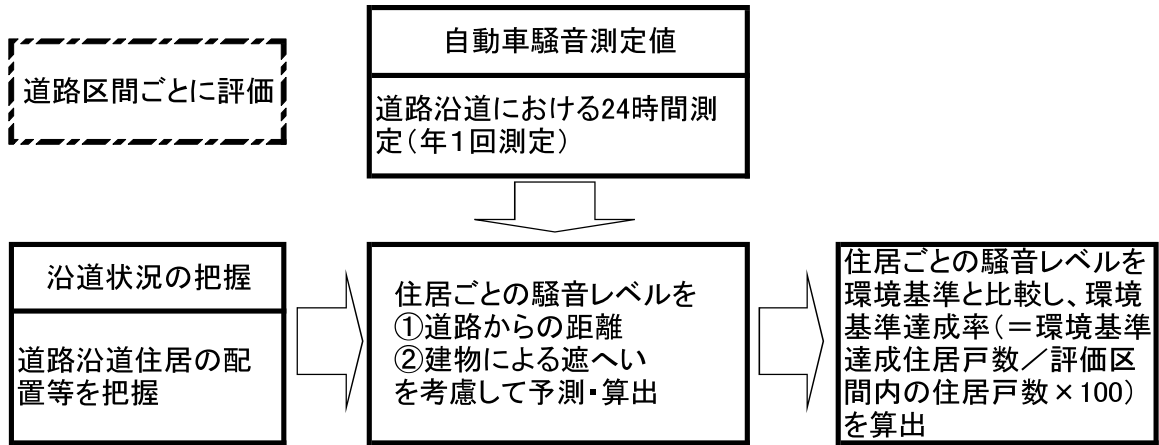 道路区間ごとに評価
自動車騒音測定値
道路沿道における24時間測
定（年１回測定）
沿道状況の把握
道路沿道住居の配
置等を把握
住居ごとの騒音レベルを
①道路からの距離
②建物による遮へい
を考慮して予測・算出
住居ごとの騒音レベルを
環境基準と比較し、環境
基準達成率（＝環境基準
達成住居戸数／評価区
間内の住居戸数×100）
を算出